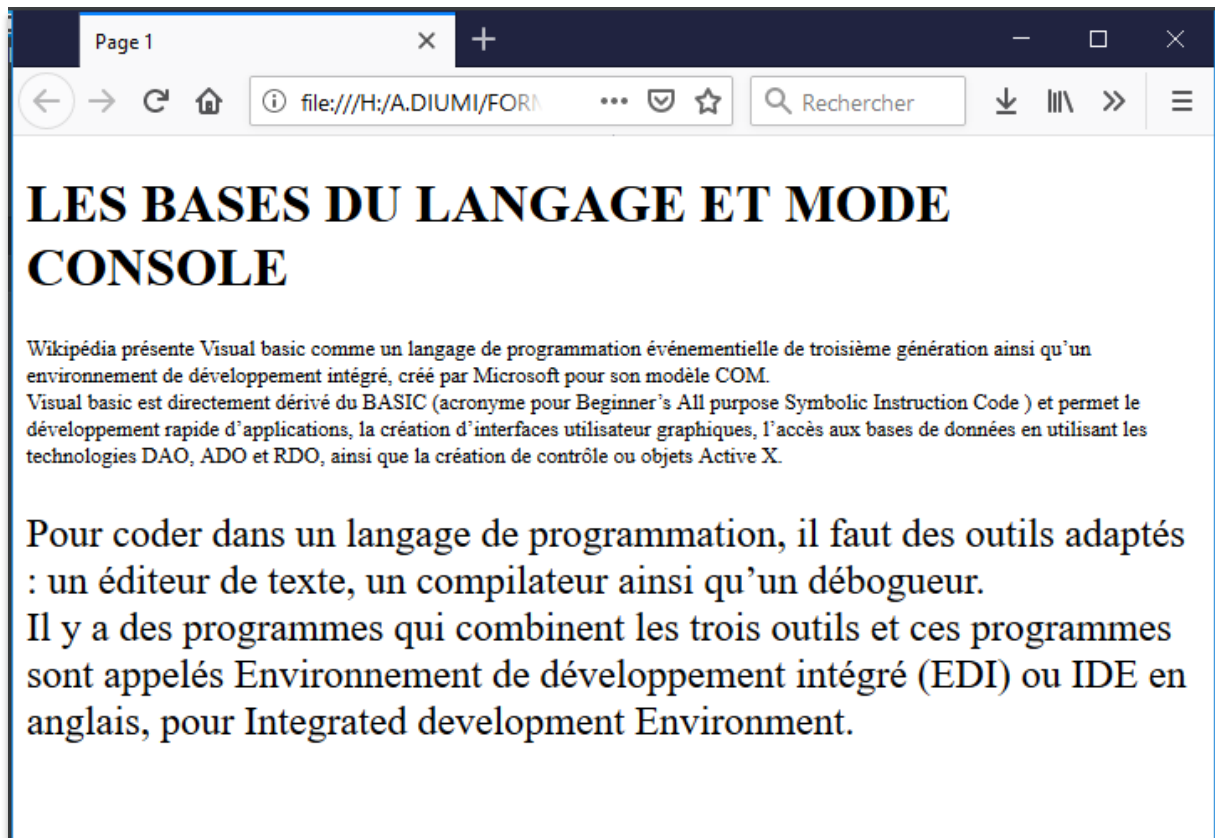 Page 1
file:///H:/A.DIUMI/FORM
Rechercher
LES BASES DU LANGAGE ET MODE
CONSOLE
Wikipédia présente Visual basic comme un langage de programmation événementielle de troisième génération ainsi qu’un
environnement de développement intégré, créé par Microsoft pour son modèle COM.
Visual basic est directement dérivé du BASIC (acronyme pour Beginner’s All purpose Symbolic Instruction Code ) et permet le
développement rapide d’applications, la création d’interfaces utilisateur graphiques, l’accès aux bases de données en utilisant les
technologies DAO, ADO et RDO, ainsi que la création de contrôle ou objets Active X.
Pour coder dans un langage de programmation, il faut des outils adaptés
: un éditeur de texte, un compilateur ainsi qu’un débogueur.
Il y a des programmes qui combinent les trois outils et ces programmes
sont appelés Environnement de développement intégré (EDI) ou IDE en
anglais, pour Integrated development Environment.